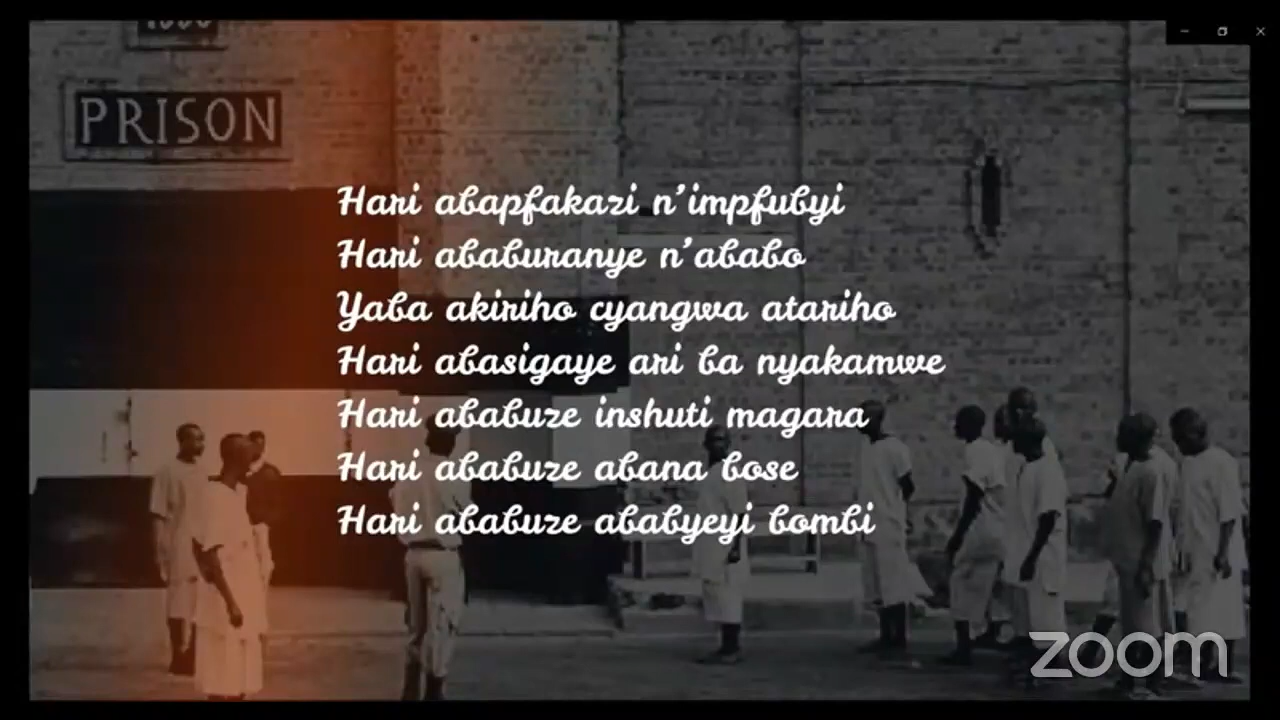 PRISON
Hari abapfakazi n'impfubyi
Hari ababuranye n'ababo
Yaba akiriho cyangwa atariho
Hari abasigaye ari ba nyakamwe
Hari ababuze inshuti magara
Hari ababuze abana bose
Hari ababuze ababyeyi bombi
zoom